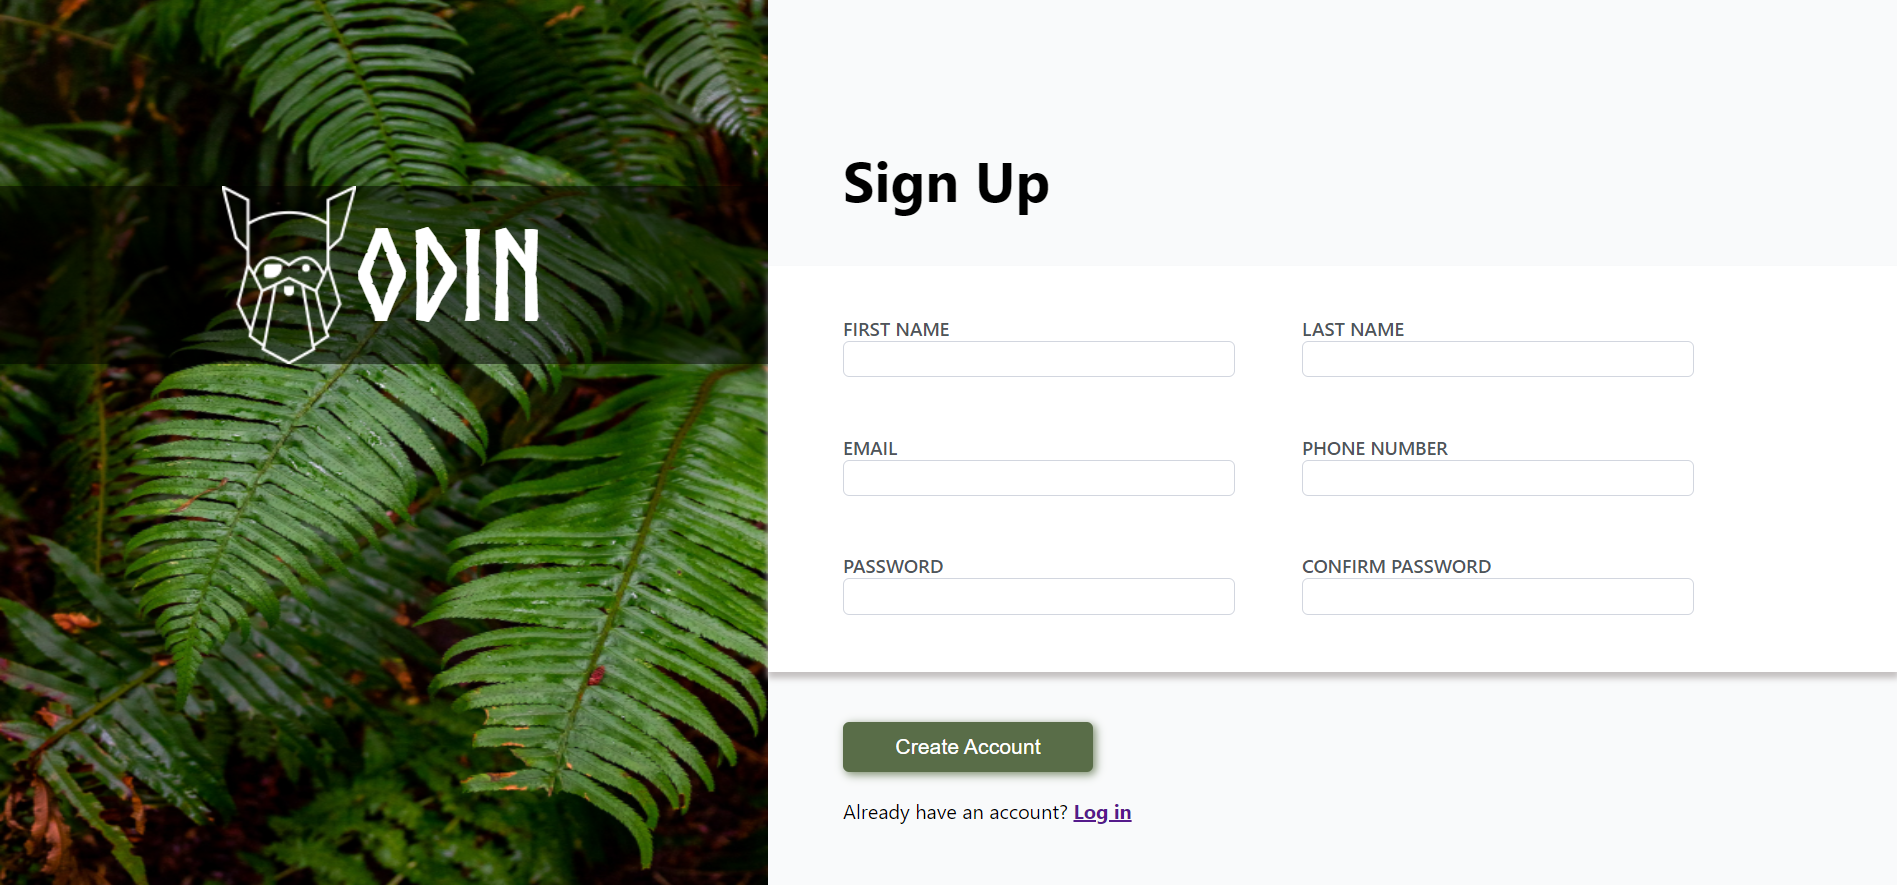 ODIN
Sign Up
FIRST NAME
LAST NAME
EMAIL
PHONE NUMBER
PASSWORD
CONFIRM PASSWORD
Create Account
Already have an account? Log in